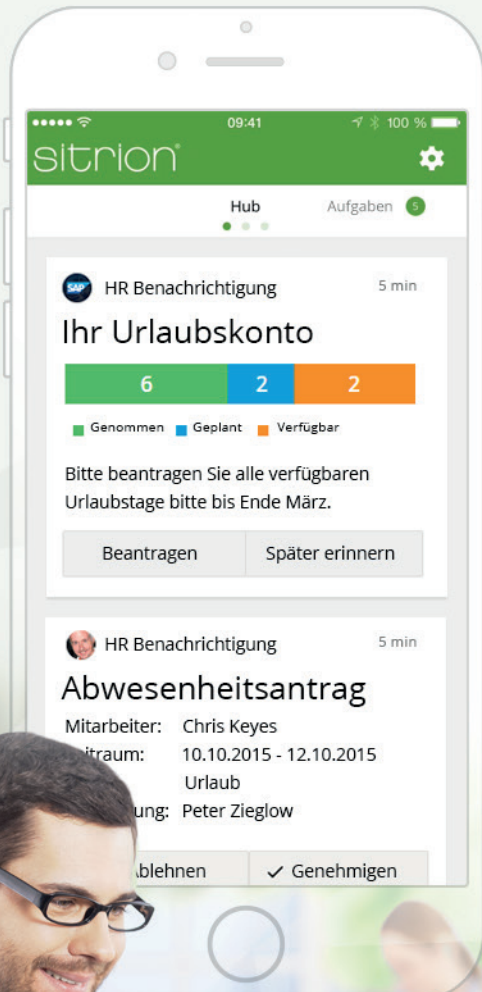 09:41
100 %
sitrion
Hub
Aufgaben 5
SAP HR Benachrichtigung 5 min
Ihr Urlaubskonto
6 2 2
Genommen Geplant Verfügbar
Bitte beantragen Sie alle verfügbaren
Urlaubstage bitte bis Ende März.
Beantragen Später erinnern
HR Benachrichtigung 5 min
Abwesenheitsantrag
Mitarbeiter: Chris Keyes
10.10.2015 - 12.10.2015
Urlaub
Peter Zieglow
✓ Genehmigen